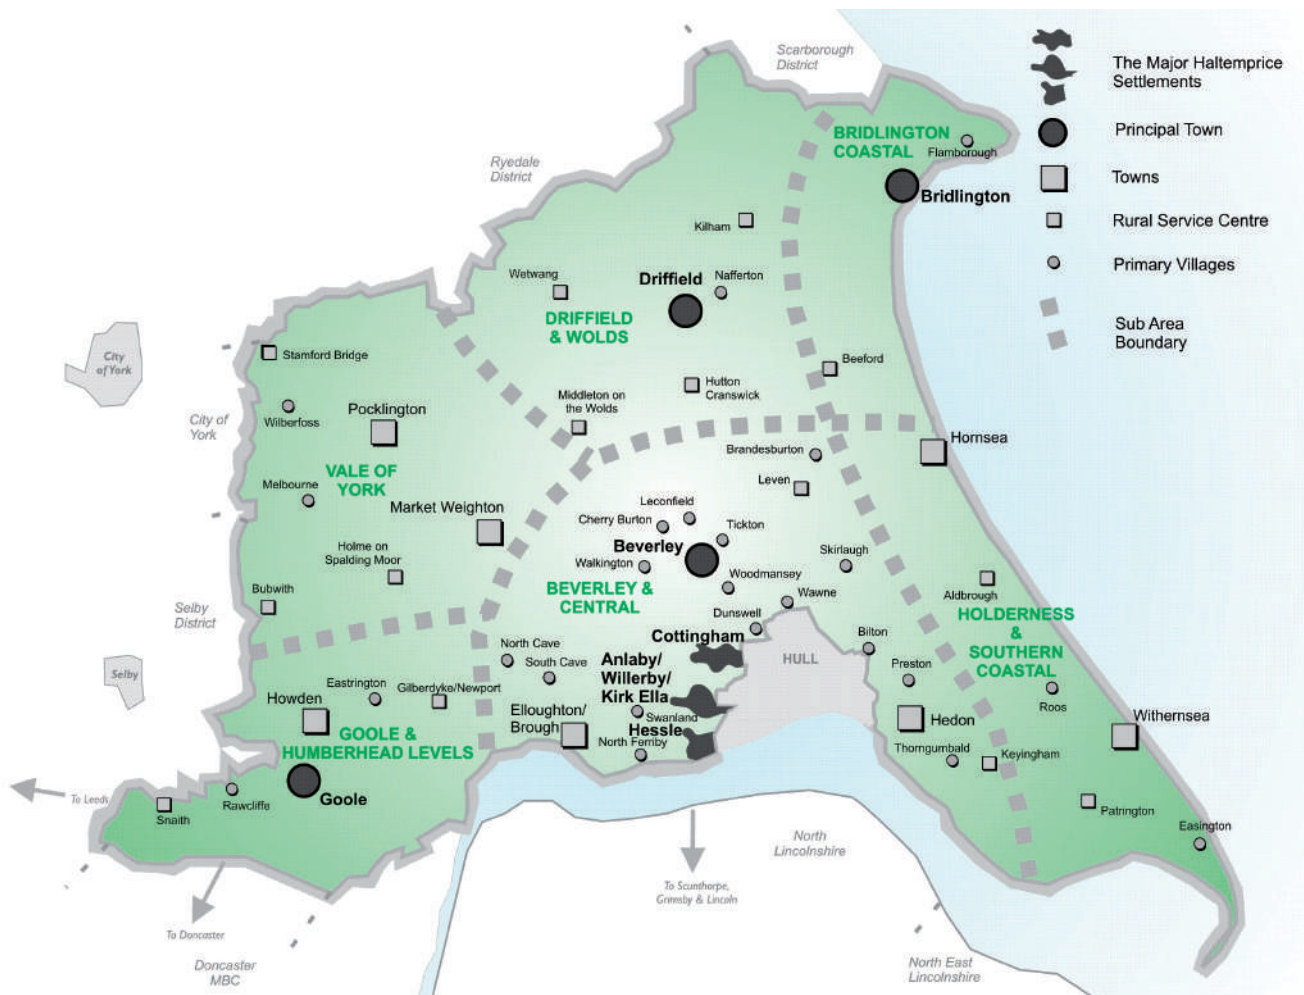 Scarborough
District
The Major Haltemprice
Settlements
Principal Town
Towns
Rural Service Centre
Primary Villages
Sub Area
Boundary
BRIDLINGTON
COASTAL
Flamborough
Bridlington
Ryedale
District
Kilham
Wetwang
Driffield
Nafferton
DRIFFIELD
& WOLDS
City
of York
Stamford Bridge
Beeford
Hutton
Cranswick
Middleton on
the Wolds
City of
York
Wilberfoss
Pocklington
Hornsea
Brandesburton
VALE OF
YORK
Melbourne
Leven
Market Weighton
Leconfield
Cherry Burton
Tickton
Holme on
Spalding Moor
Beverley
Walkington
Skirlaugh
Bubwith
BEVERLEY &
CENTRAL
Woodmansey
Wawne
Aldbrough
Selby
District
Dunswell
HOLDERNESS
&
SOUTHERN
COASTAL
Cottingham
North Cave
South Cave
Anlaby/
Willerby/
Kirk Ella
HULL
Bilton
Preston
Selby
Eastrington
Gilberdyke/Newport
Roos
Howden
Elloughton/
Brough
Swanland
Hessle
North Ferriby
Hedon
Withernsea
GOOLE &
HUMBERHEAD LEVELS
Thorngumbald
Keyingham
To Leeds
Goole
Rawcliffe
Snaith
Patrington
Easington
North
Lincolnshire
To Scunthorpe,
Grimsby & Lincoln
To Doncaster
Doncaster
MBC
North East
Lincolnshire